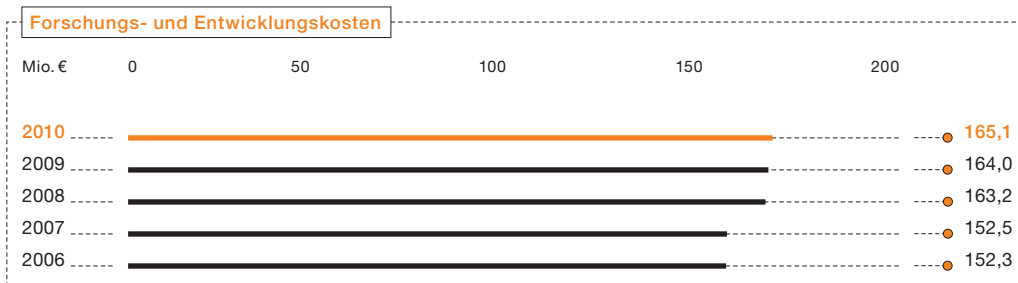 Forschungs- und Entwicklungskosten
Mio. € 0 50 100 150 200
2010 165,1
2009 164,0
2008 163,2
2007 152,5
2006 152,3